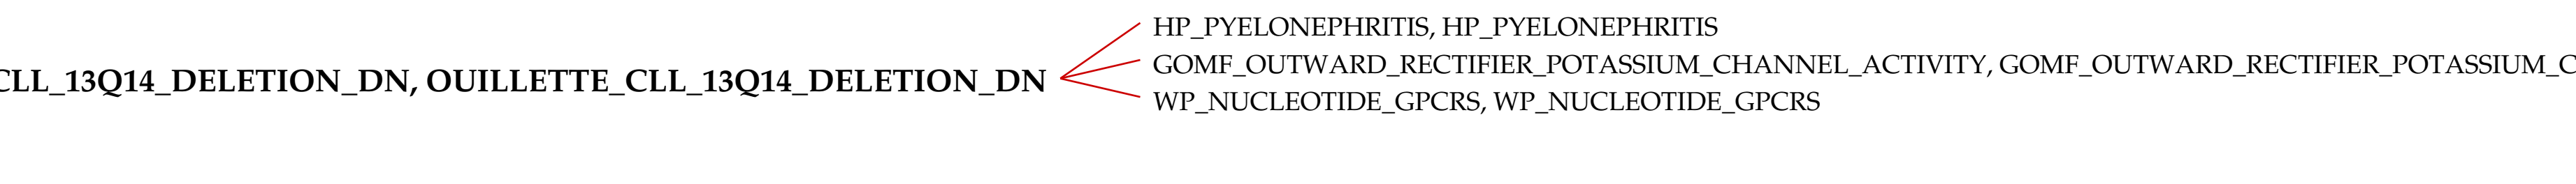 CLL_13Q14_DELETION_DN, OUILLETTE_CLL_13Q14_DELETION_DN
HP_PYELONEPHRITIS, HP_PYELONEPHRITIS
GOMF_OUTWARD_RECTIFIER_POTASSIUM_CHANNEL_ACTIVITY, GOMF_OUTWARD_RECTIFIER_POTASSIUM_C
WP_NUCLEOTIDE_GPCRS, WP_NUCLEOTIDE_GPCRS